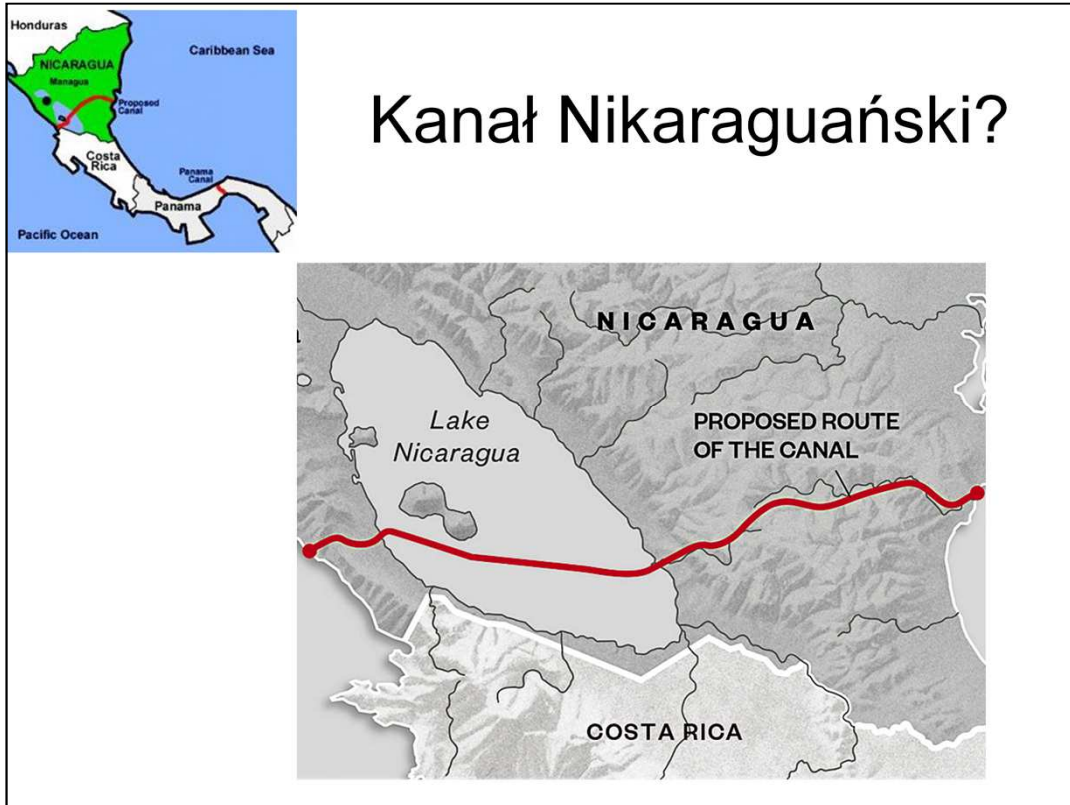 Honduras
Caribbean Sea
NICARAGUA
Managua
Proposed
Canal
Costa
Rica
Panama
Canal
Panama
Pacific Ocean
Kanał Nikaraguański?
NICARAGUA
Lake
Nicaragua
PROPOSED ROUTE
OF THE CANAL
COSTA RICA